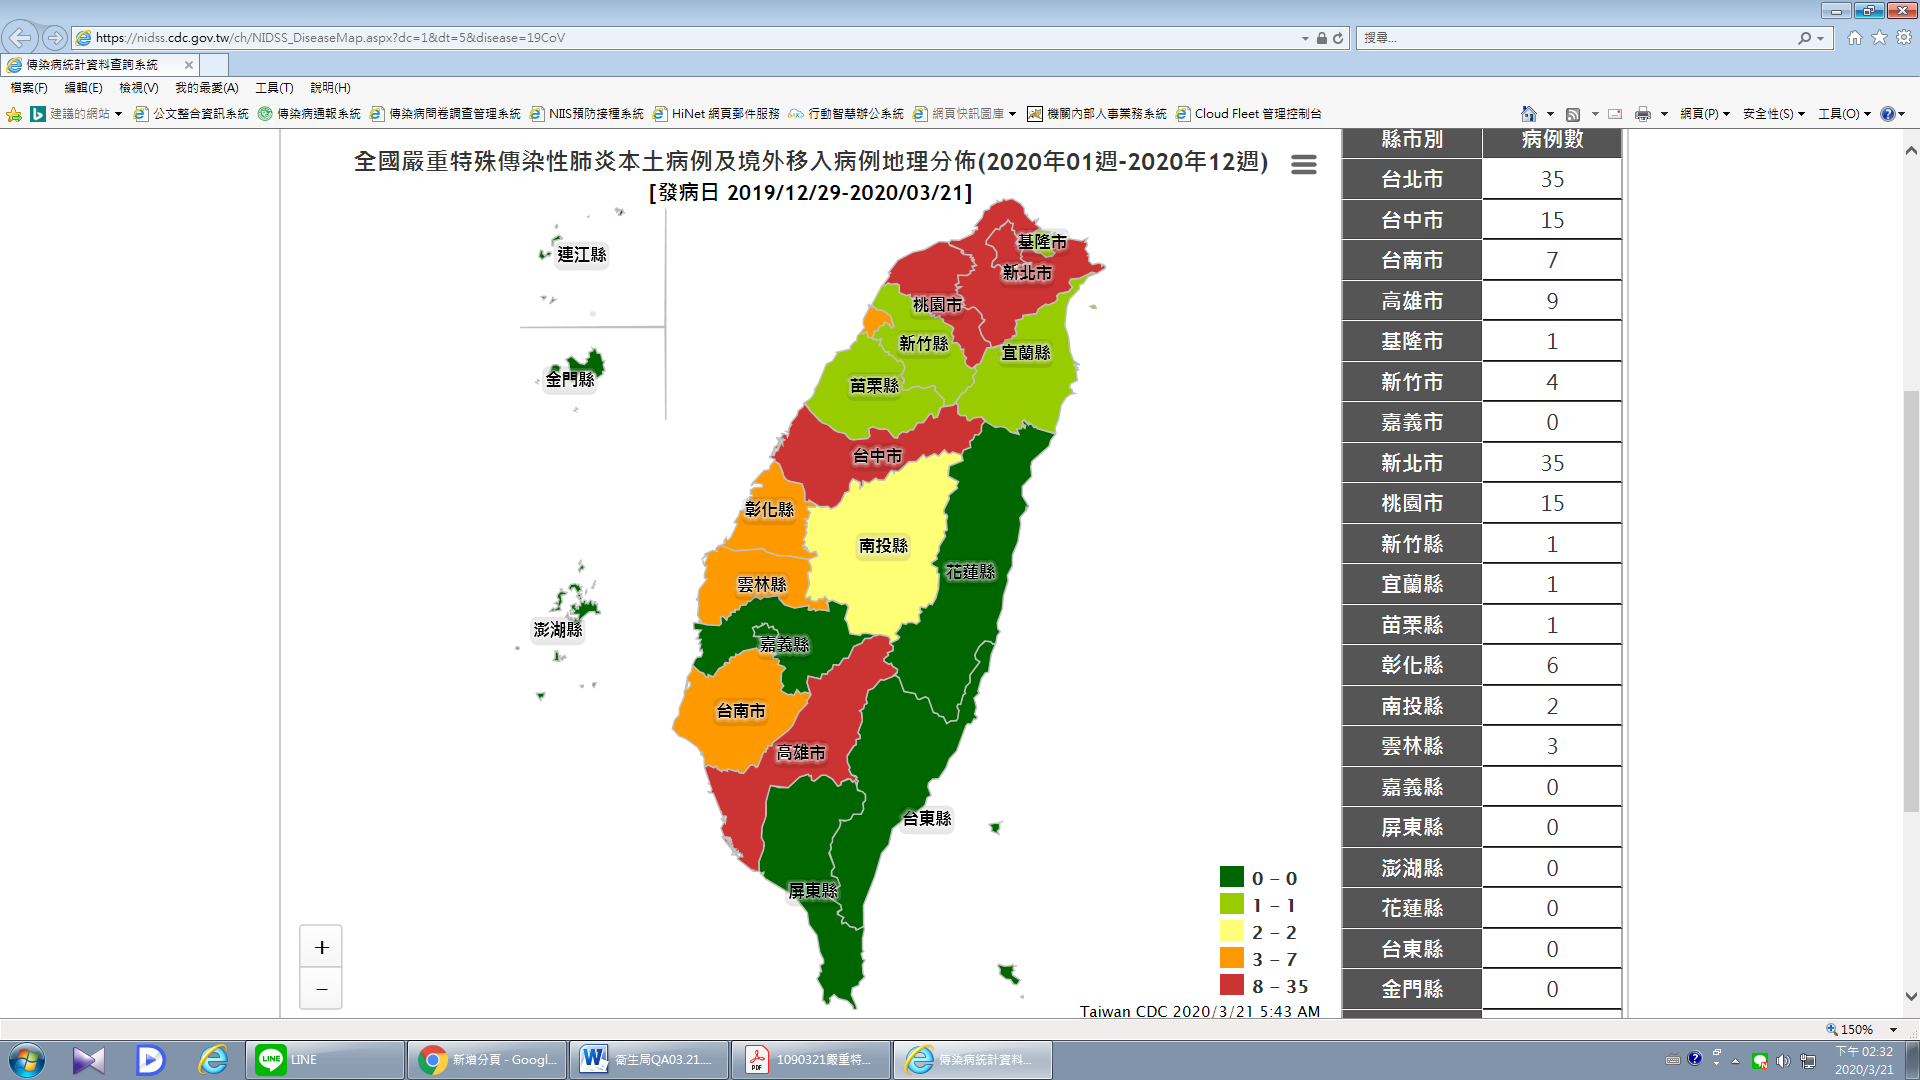 https://nidss.cdc.gov.tw/ch/NIDSS_DiseaseMap.aspx?dc=1&dt=5&disease=19CoV
搜尋...
傳染病統計資料查詢系統
檔案(F) 編輯(E) 檢視(V) 我的最愛(A) 工具(T) 說明(H)
建議的網站 公文整合資訊系統 傳染病通報系統 傳染病問卷調查管理系統 NIIS預防接種系統 HiNet 網頁郵件服務 行動智慧辦公系統 網頁快訊圖庫 機關內部人事業務系統 Cloud Fleet 管理控制台 網頁(P) 安全性(S) 工具(O)
全國嚴重特殊傳染性肺炎本土病例及境外移入病例地理分佈(2020年01週-2020年12週)
[發病日 2019/12/29-2020/03/21]
連江縣
金門縣
澎湖縣
基隆市
新北市
桃園市
新竹縣
宜蘭縣
苗栗縣
台中市
彰化縣
南投縣
花蓮縣
雲林縣
嘉義縣
台南市
高雄市
台東縣
屏東縣
+
−
0 - 0
1 - 1
2 - 2
3 - 7
8 - 35
Taiwan CDC 2020/3/21 5:43 AM
縣市別 病例數
台北市 35
台中市 15
台南市 7
高雄市 9
基隆市 1
新竹市 4
嘉義市 0
新北市 35
桃園市 15
新竹縣 1
宜蘭縣 1
苗栗縣 1
彰化縣 6
南投縣 2
雲林縣 3
嘉義縣 0
屏東縣 0
澎湖縣 0
花蓮縣 0
台東縣 0
金門縣 0
150%
LINE
新增分頁 - Googl...
衛生局QA03.21....
1090321嚴重特...
傳染病統計資料...
下午 02:32
2020/3/21